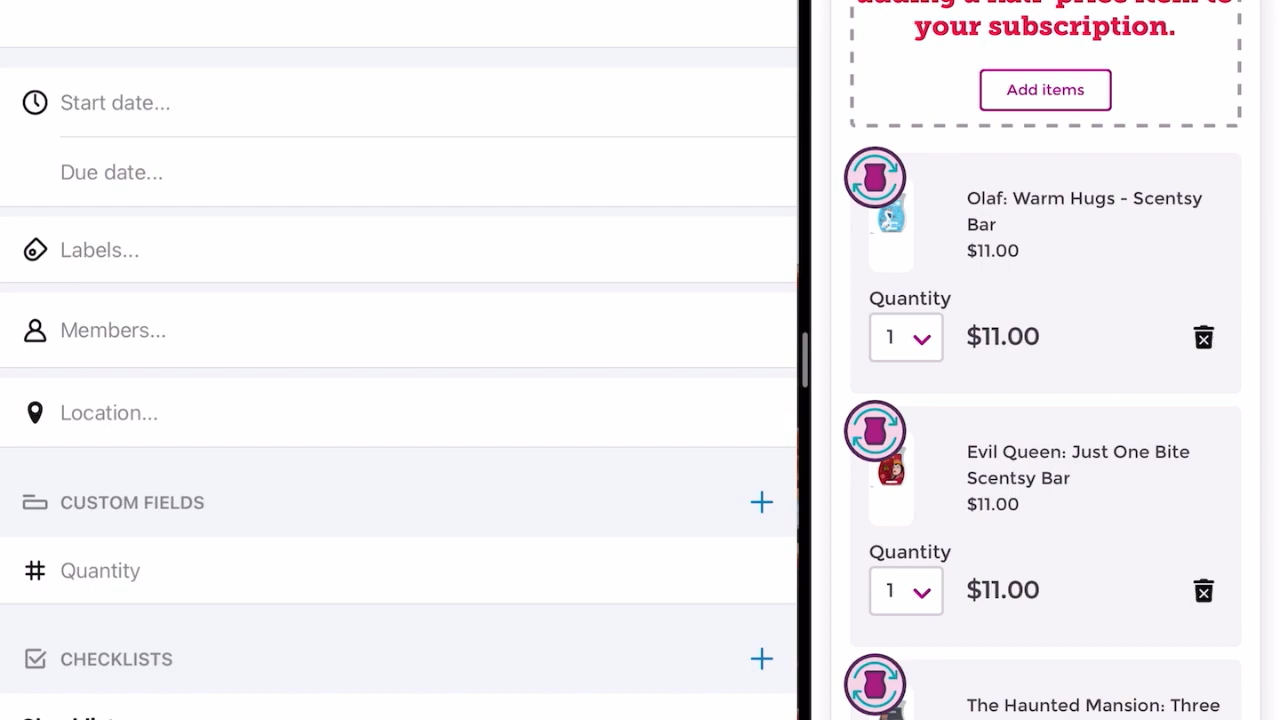 Start date...
Due date...
Labels...
Members...
Location...
CUSTOM FIELDS
Quantity
CHECKLISTS
your subscription.
Add items
Olaf: Warm Hugs - Scentsy
Bar
$11.00
Quantity
1
$11.00
Evil Queen: Just One Bite
Scentsy Bar
$11.00
Quantity
1
$11.00
The Haunted Mansion: Three